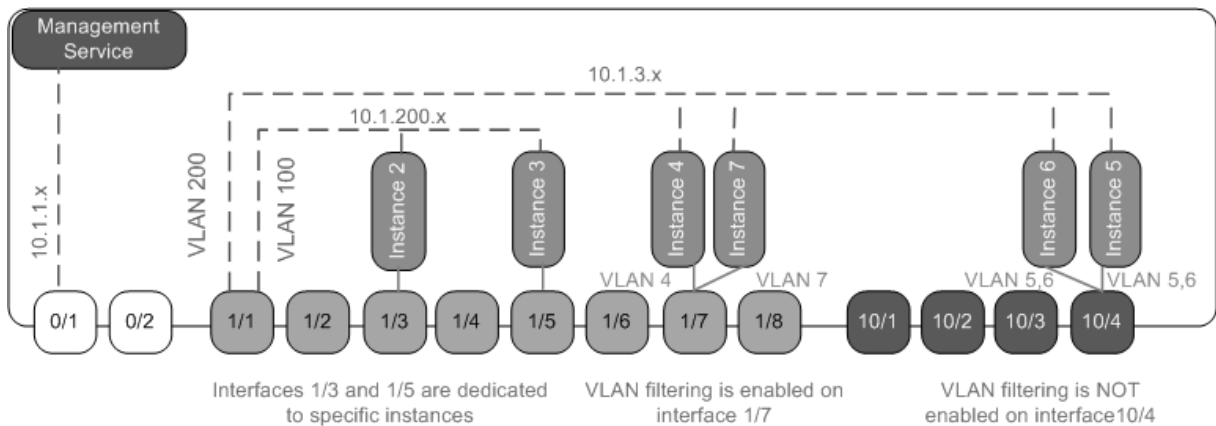 Management
Service
10.1.3.x
10.1.200.x
10.1.1.x
VLAN 200
VLAN 100
Instance 2
Instance 3
Instance 4
Instance 7
Instance 6
Instance 5
VLAN 4
VLAN 7
VLAN 5,6
VLAN 5,6
0/1
0/2
1/1
1/2
1/3
1/4
1/5
1/6
1/7
1/8
10/1
10/2
10/3
10/4
Interfaces 1/3 and 1/5 are dedicated
to specific instances
VLAN filtering is enabled on
interface 1/7
VLAN filtering is NOT
enabled on interface10/4